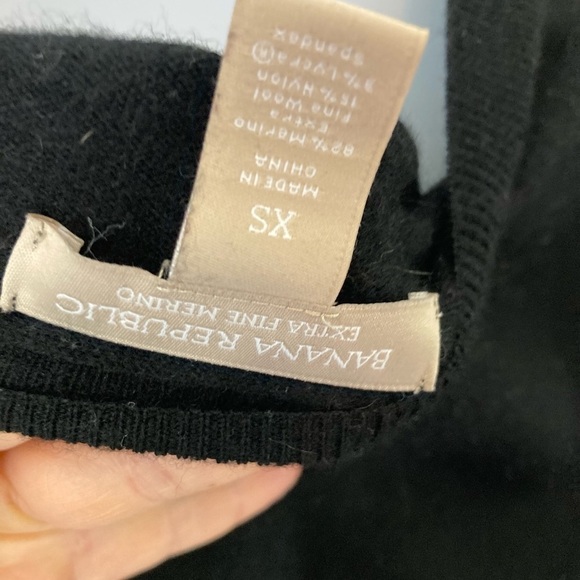 BANANA REPUBLIC
EXTRA FINE MERINO
XS
MADE IN
CHINA
82% Merino
Extra
Fine Wool
15% Nylon
3% Lycra®
Spandex